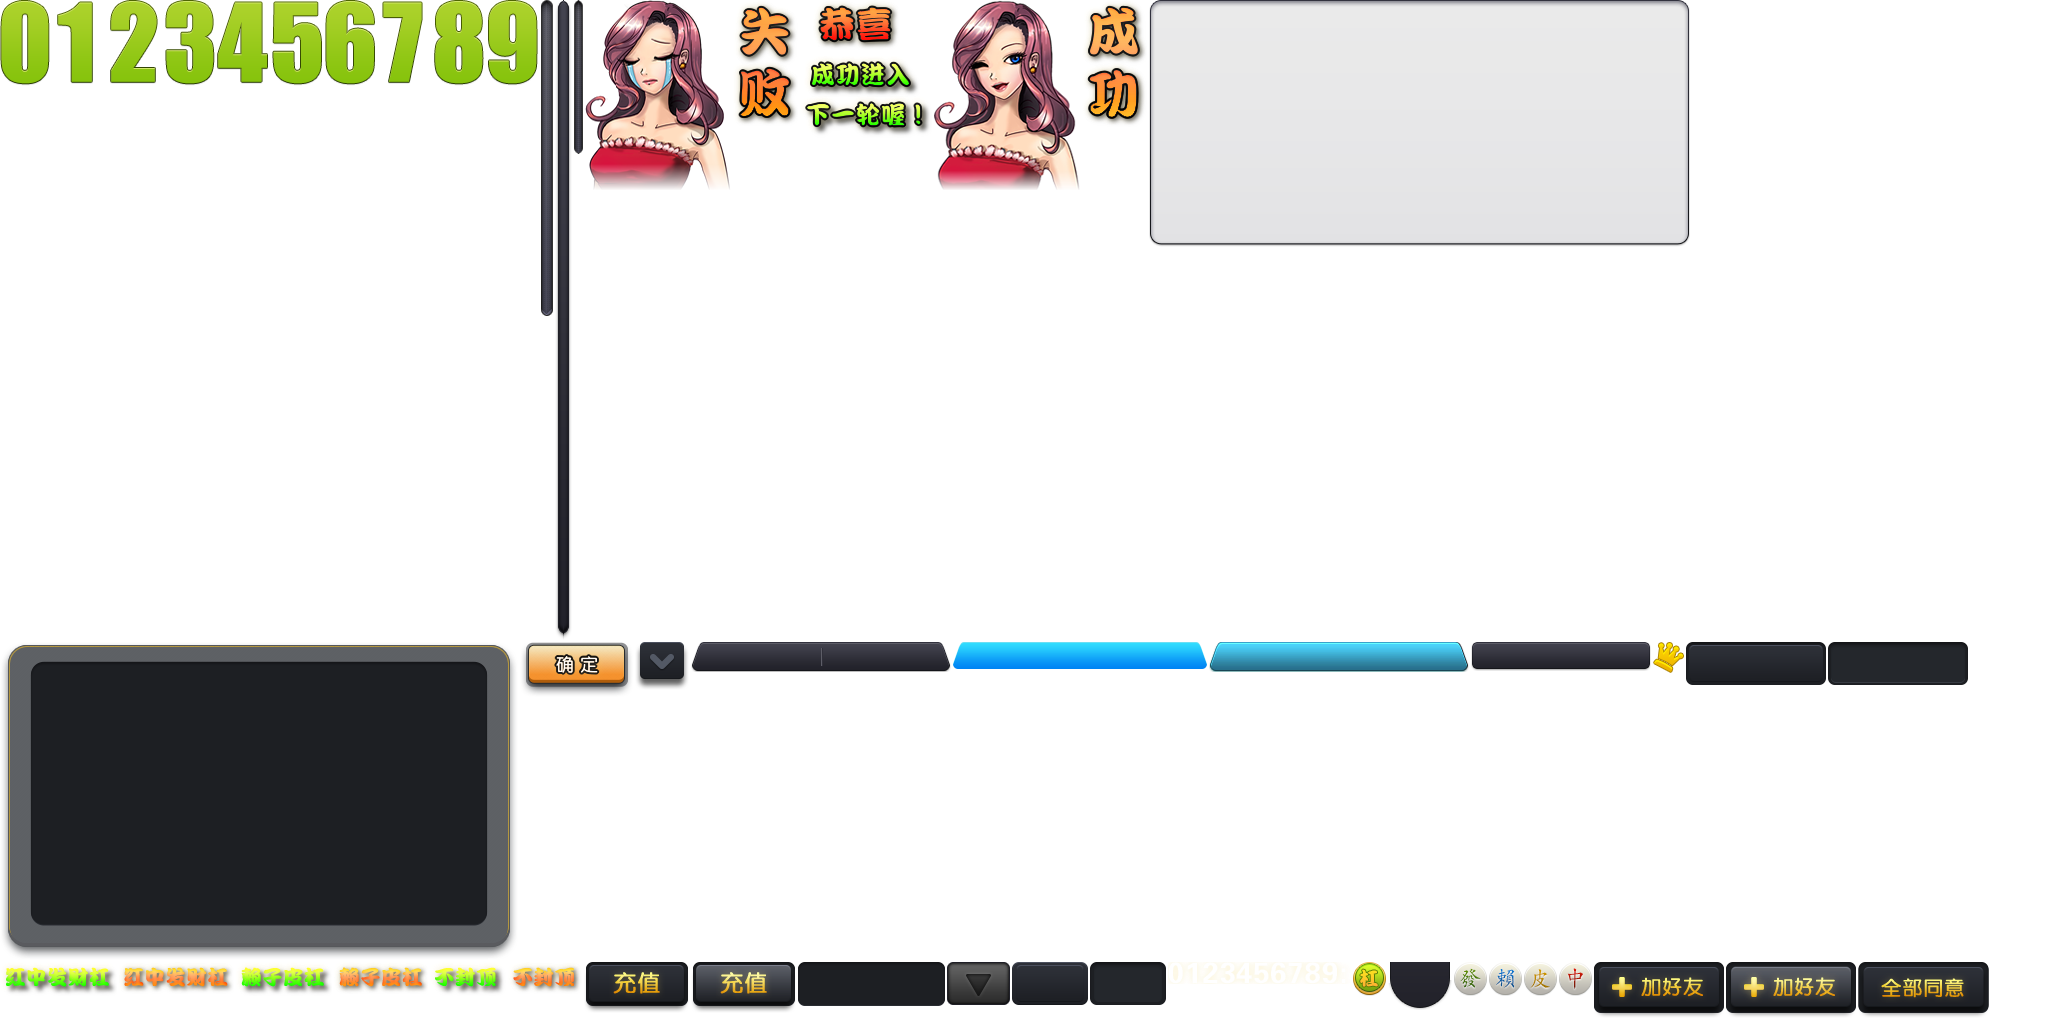 0123456789
失败
恭喜
成功进入
下一轮喔！
成功
确定
红中发财杠
红中发财杠
赖子皮杠
赖子皮杠
不封顶
不封顶
充值
充值
0123456789
杠
發
賴
皮
中
加好友
加好友
全部同意